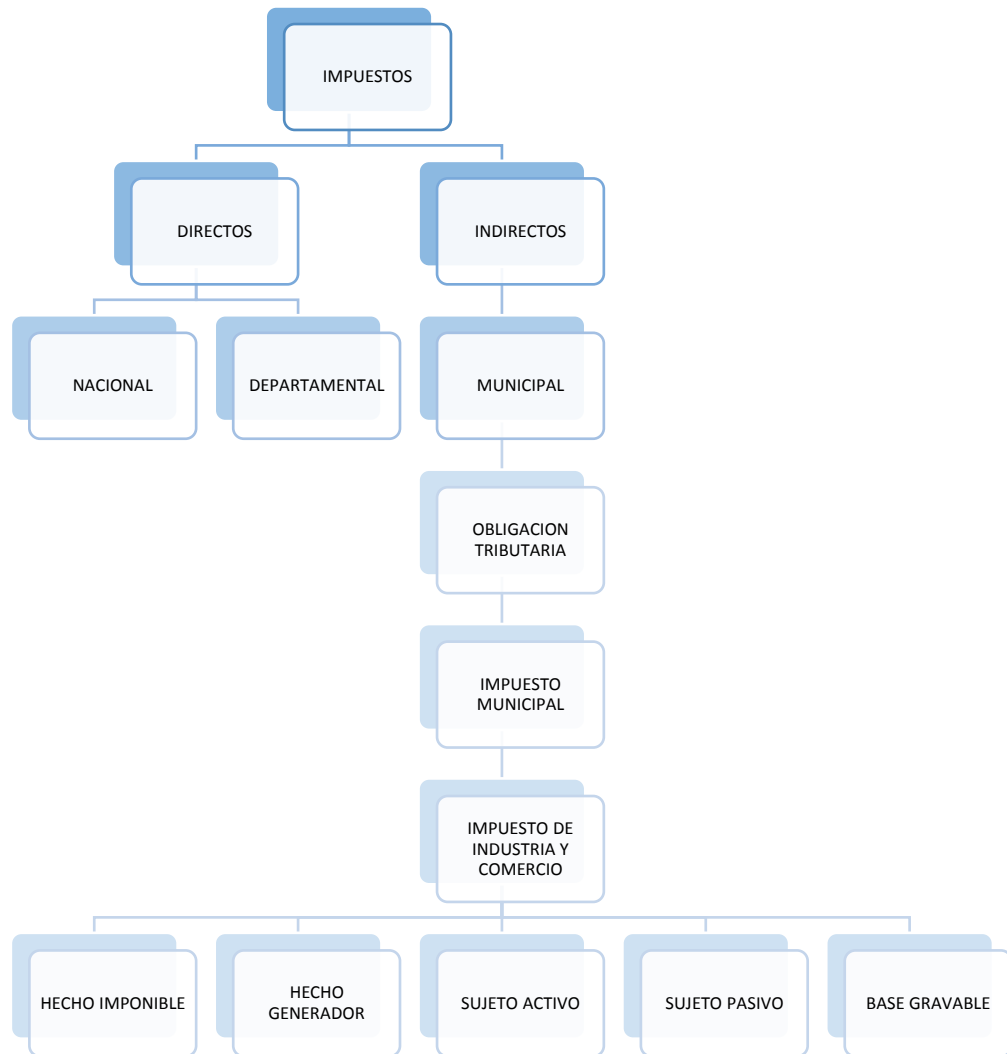 IMPUESTOS
DIRECTOS
INDIRECTOS
NACIONAL
DEPARTAMENTAL
MUNICIPAL
OBLIGACION
TRIBUTARIA
IMPUESTO
MUNICIPAL
IMPUESTO DE
INDUSTRIA Y
COMERCIO
HECHO IMPONIBLE
HECHO
GENERADOR
SUJETO ACTIVO
SUJETO PASIVO
BASE GRAVABLE